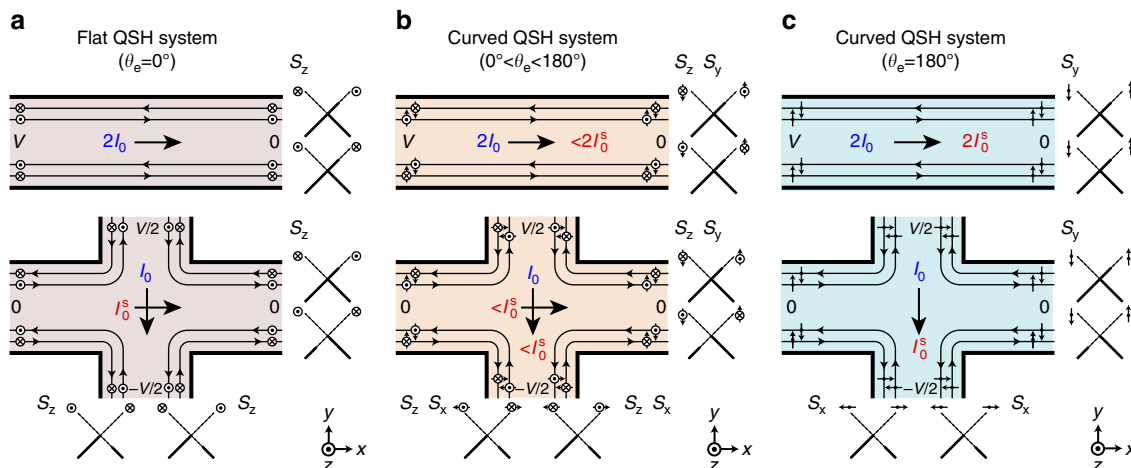 a
Flat QSH system
(θe=0°)
Sz
V
2I0
0
V/2
Sz
I0
0
I0s
0
–V/2
Sz
Sz
y
x
z
b
Curved QSH system
(0°<θe<180°)
Sz Sy
V
2I0
<2I0s
0
V/2
Sz Sy
I0
0
<I0s
0
<I0s
–V/2
Sz Sx
Sz Sx
y
x
z
c
Curved QSH system
(θe=180°)
Sy
V
2I0
2I0s
0
V/2
Sy
I0
0
0
I0s
–V/2
Sx
Sx
y
x
z